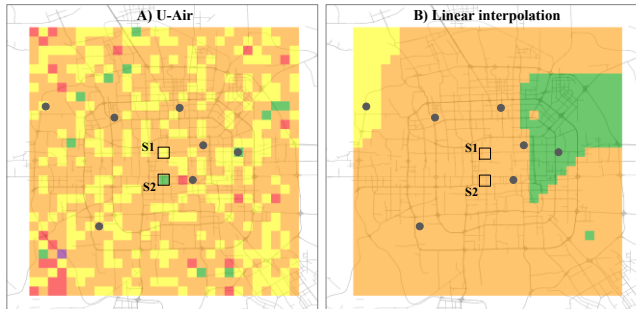 A) U-Air
B) Linear interpolation
S1
S2
S1
S2